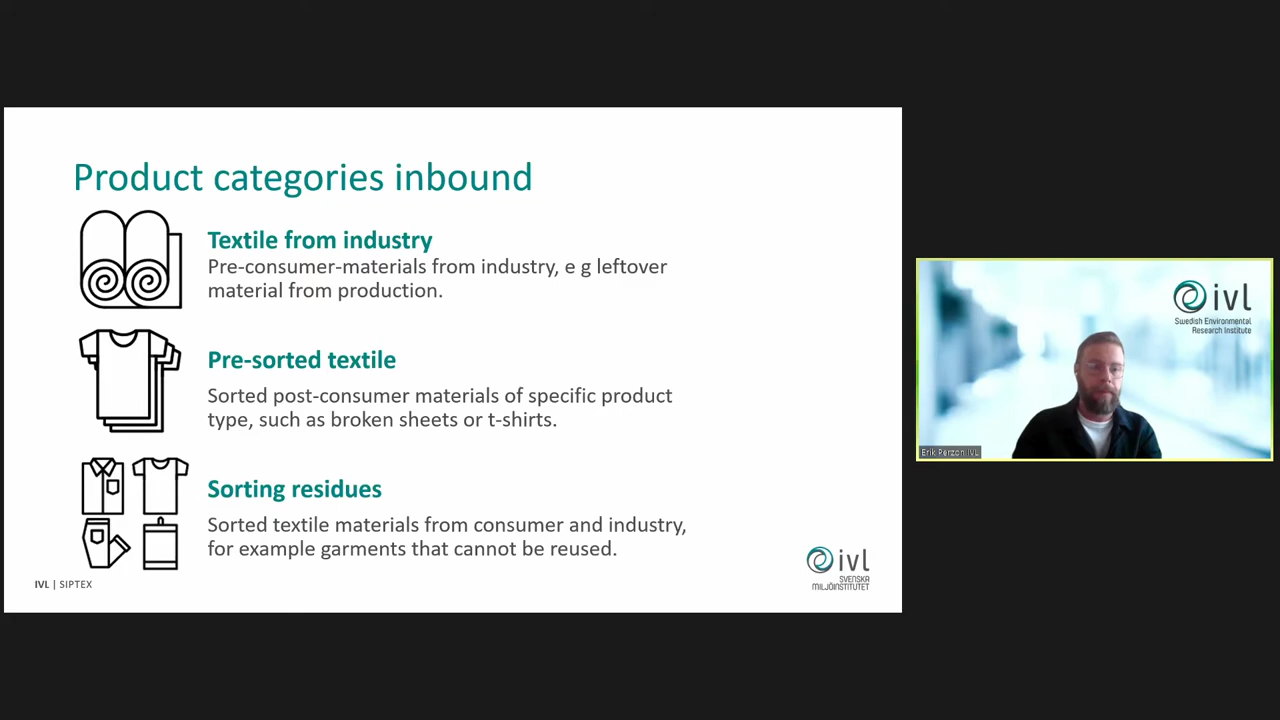 Product categories inbound
Textile from industry
Pre-consumer-materials from industry, e g leftover
material from production.
Pre-sorted textile
Sorted post-consumer materials of specific product
type, such as broken sheets or t-shirts.
Sorting residues
Sorted textile materials from consumer and industry,
for example garments that cannot be reused.
IVL | SIPTEX
ivl
SVENSKA
MILJÖINSTITUTET
ivl
Swedish Environmental
Research Institute
Erik Perzon IVL